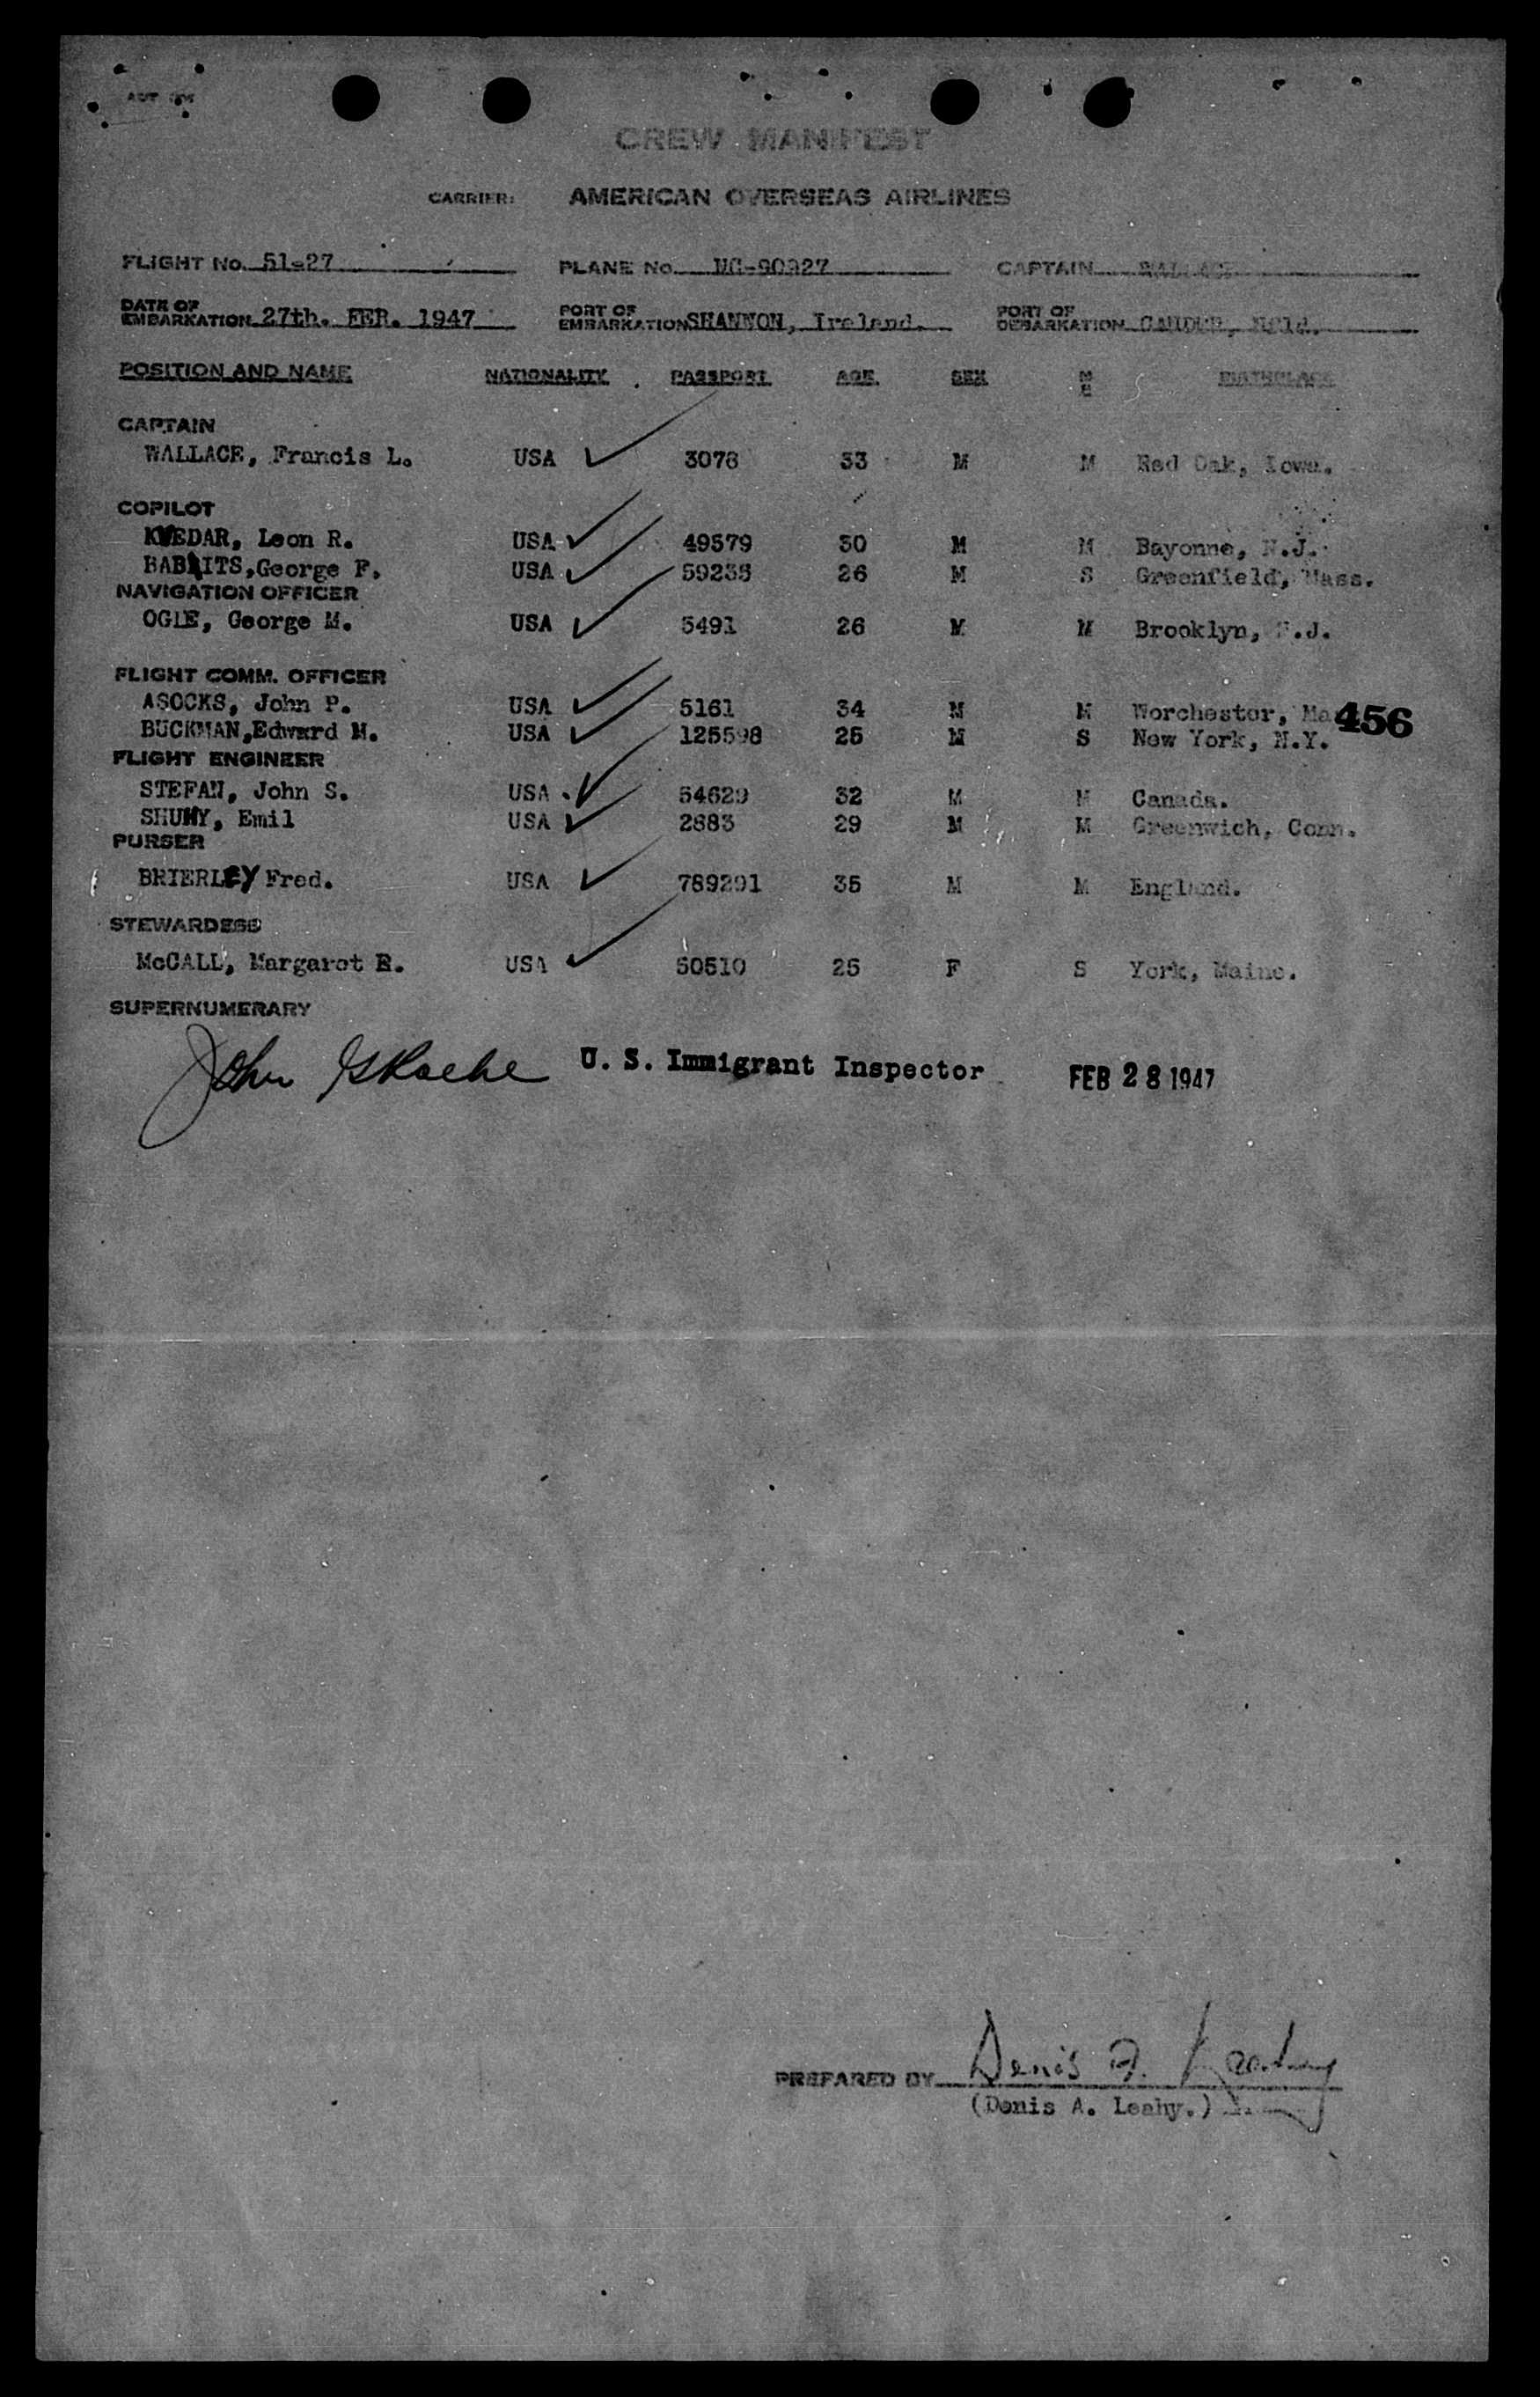 CREW MANIFEST
CARRIER: AMERICAN OVERSEAS AIRLINES
FLIGHT No. 51-27 PLANE No. NC-90927 CAPTAIN WALLACE
DATE OF EMBARKATION 27th. FEB. 1947 PORT OF EMBARKATION SHANNON, Ireland. PORT OF DEBARKATION GANDER, Nfld.
POSITION AND NAME NATIONALITY PASSPORT AGE SEX M BIRTHPLACE
CAPTAIN
WALLACE, Francis L. USA 3078 33 M M Red Oak, Iowa.
COPILOT
KVEDAR, Leon R. USA 49579 30 M M Bayonne, N.J.
BABAITS, George F. USA 59235 26 M S Greenfield, Mass.
NAVIGATION OFFICER
OGLE, George M. USA 5491 26 M M Brooklyn, N.J.
FLIGHT COMM. OFFICER
ASOCKS, John P. USA 5161 34 M M Worchester, Ma
456
BUCKMAN, Edward M. USA 125598 25 M S New York, N.Y.
FLIGHT ENGINEER
STEFAN, John S. USA 54629 32 M M Canada.
SHUHY, Emil USA 2883 29 M M Greenwich, Conn.
PURSER
BRIERLEY Fred. USA 789291 35 M M England.
STEWARDESS
McCALL, Margaret E. USA 50510 25 F S York, Maine.
SUPERNUMERARY
John U. S. Immigrant Inspector FEB 28 1947
PREPARED BY Denis A. Leahy
(Denis A. Leahy.)